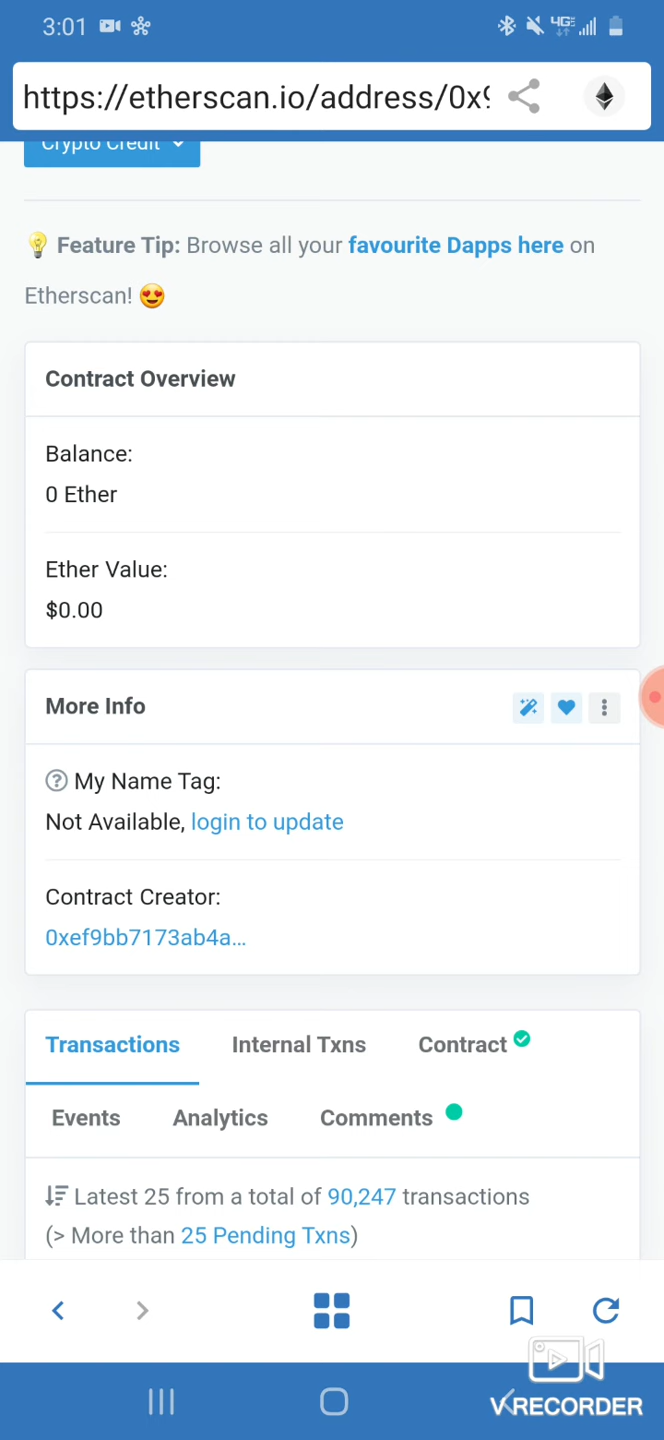 3:01 4GE
https://etherscan.io/address/0x9
Crypto Credit
Feature Tip: Browse all your favourite Dapps here on
Etherscan!
Contract Overview
Balance:
0 Ether
Ether Value:
$0.00
More Info
My Name Tag:
Not Available, login to update
Contract Creator:
0xef9bb7173ab4a...
Transactions Internal Txns Contract
Events Analytics Comments
Latest 25 from a total of 90,247 transactions
(> More than 25 Pending Txns)
VRECORDER